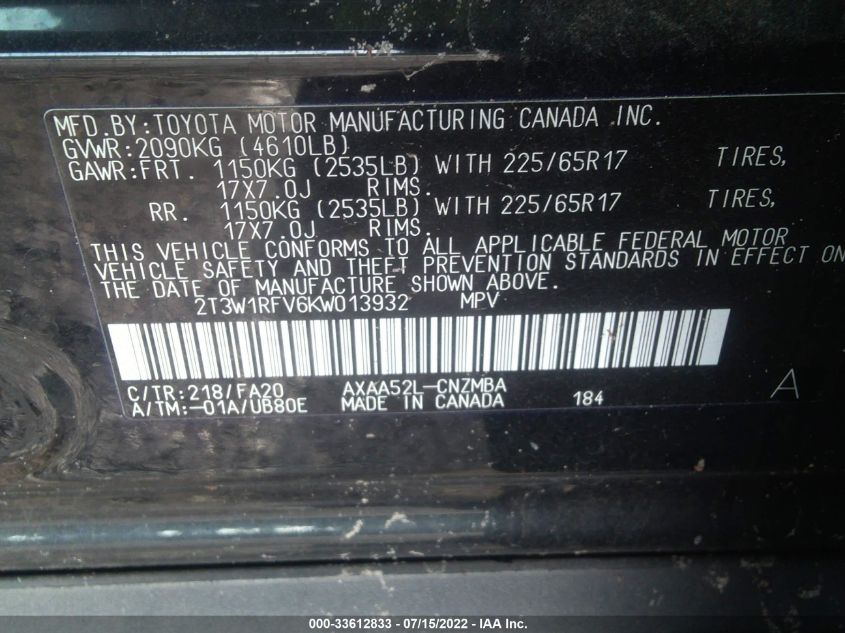 MFD.BY:TOYOTA MOTOR MANUFACTURING CANADA INC.
GVWR:2090KG (4610LB)
GAWR:FRT. 1150KG (2535LB) WITH 225/65R17 TIRES,
17X7.0J RIMS.
RR. 1150KG (2535LB) WITH 225/65R17 TIRES,
17X7.0J RIMS.
THIS VEHICLE CONFORMS TO ALL APPLICABLE FEDERAL MOTOR
VEHICLE SAFETY AND THEFT PREVENTION STANDARDS IN EFFECT ON
THE DATE OF MANUFACTURE SHOWN ABOVE.
2T3W1RFV6KW013932 MPV
C/TR:218/FA20 AXAA52L-CNZMBA A
A/TM:-01A/UB80E MADE IN CANADA 184
000-33612833 - 07/15/2022 - IAA Inc.